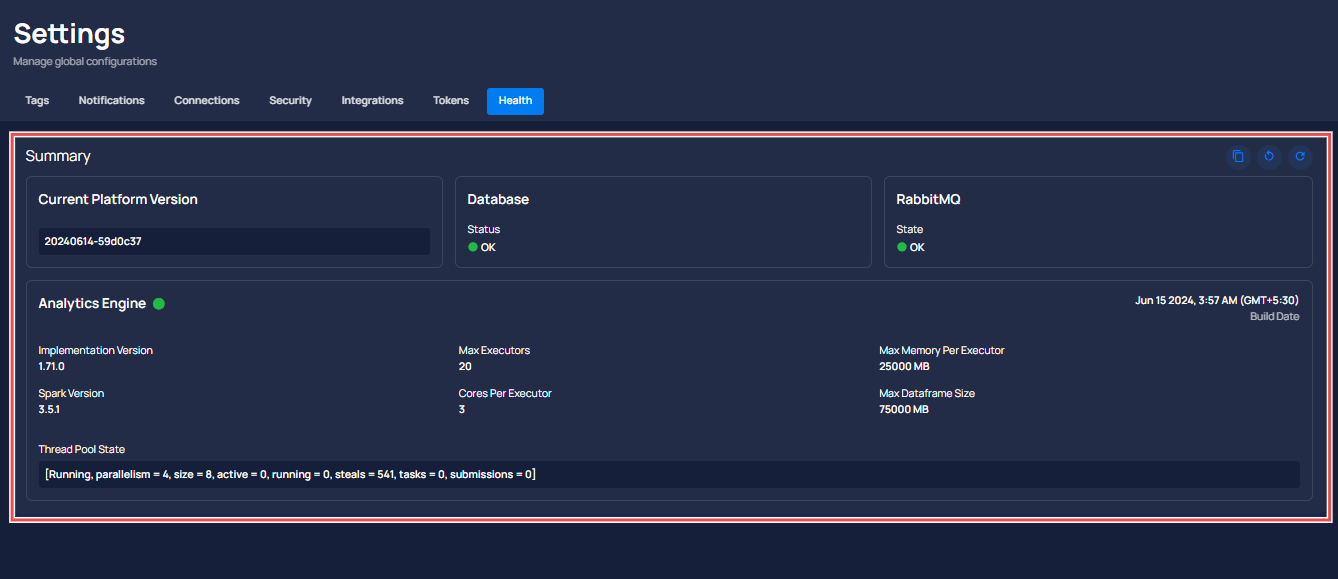 Settings
Manage global configurations
Tags Notifications Connections Security Integrations Tokens Health
Summary
Current Platform Version
20240614-59d0c37
Database
Status
OK
RabbitMQ
State
OK
Analytics Engine
Jun 15 2024, 3:57 AM (GMT+5:30)
Build Date
Implementation Version
1.71.0
Max Executors
20
Max Memory Per Executor
25000 MB
Spark Version
3.5.1
Cores Per Executor
3
Max Dataframe Size
75000 MB
Thread Pool State
[Running, parallelism = 4, size = 8, active = 0, running = 0, steals = 541, tasks = 0, submissions = 0]